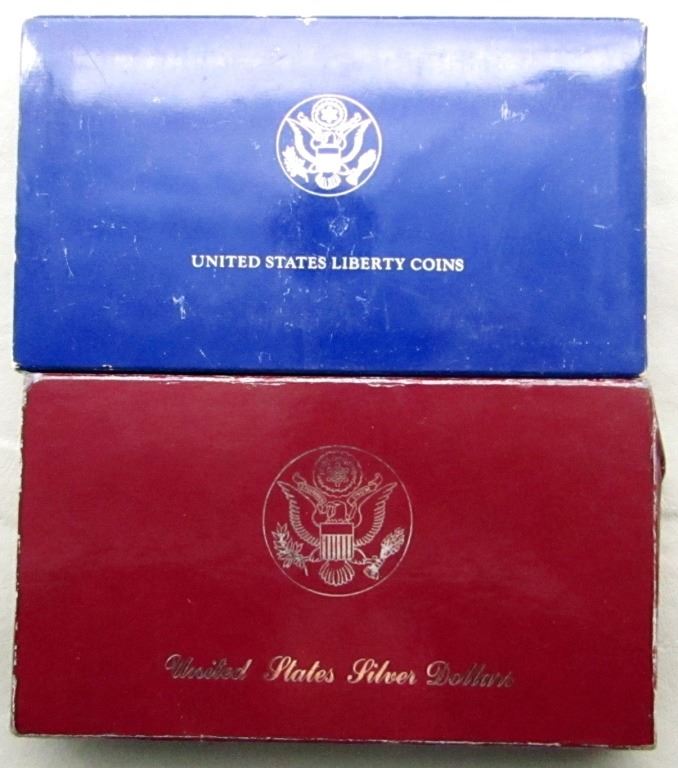 UNITED STATES LIBERTY COINS
United States Silver Dollars